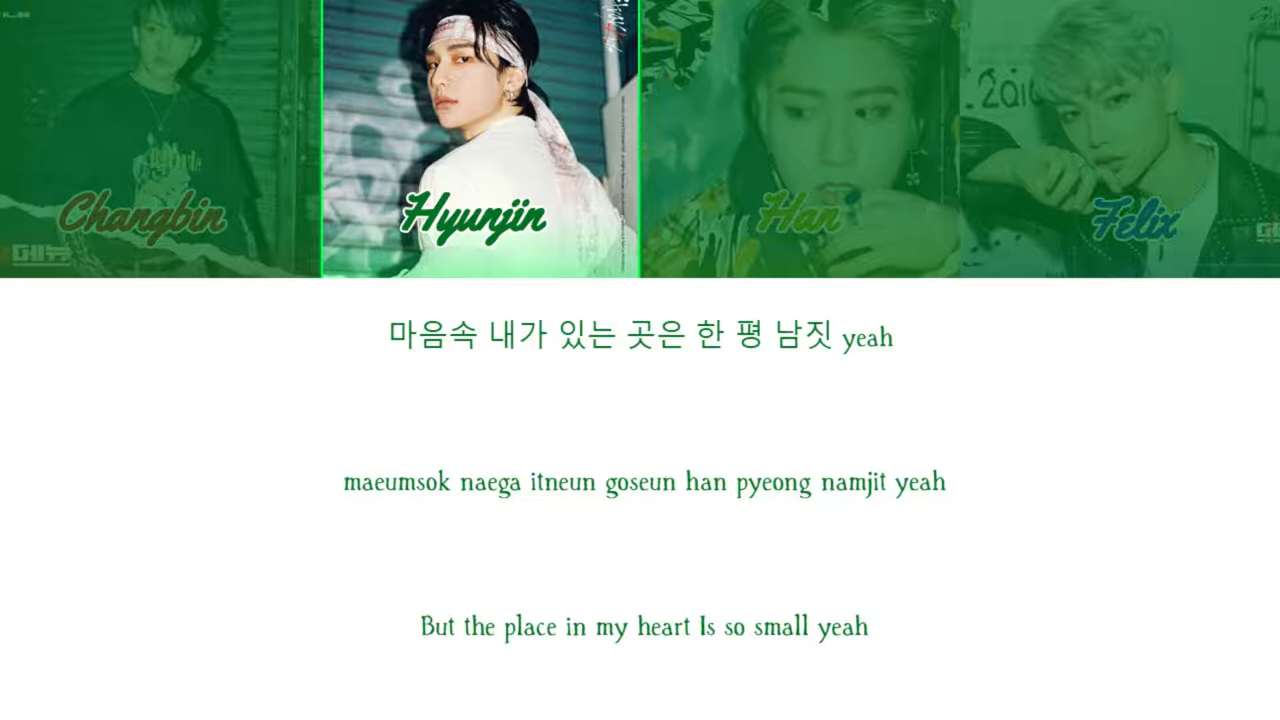 Changbin
Hyunjin
Han
Felix
마음속 내가 있는 곳은 한 평 남짓 yeah
maeumsok naega itneun goseun han pyeong namjit yeah
But the place in my heart Is so small yeah